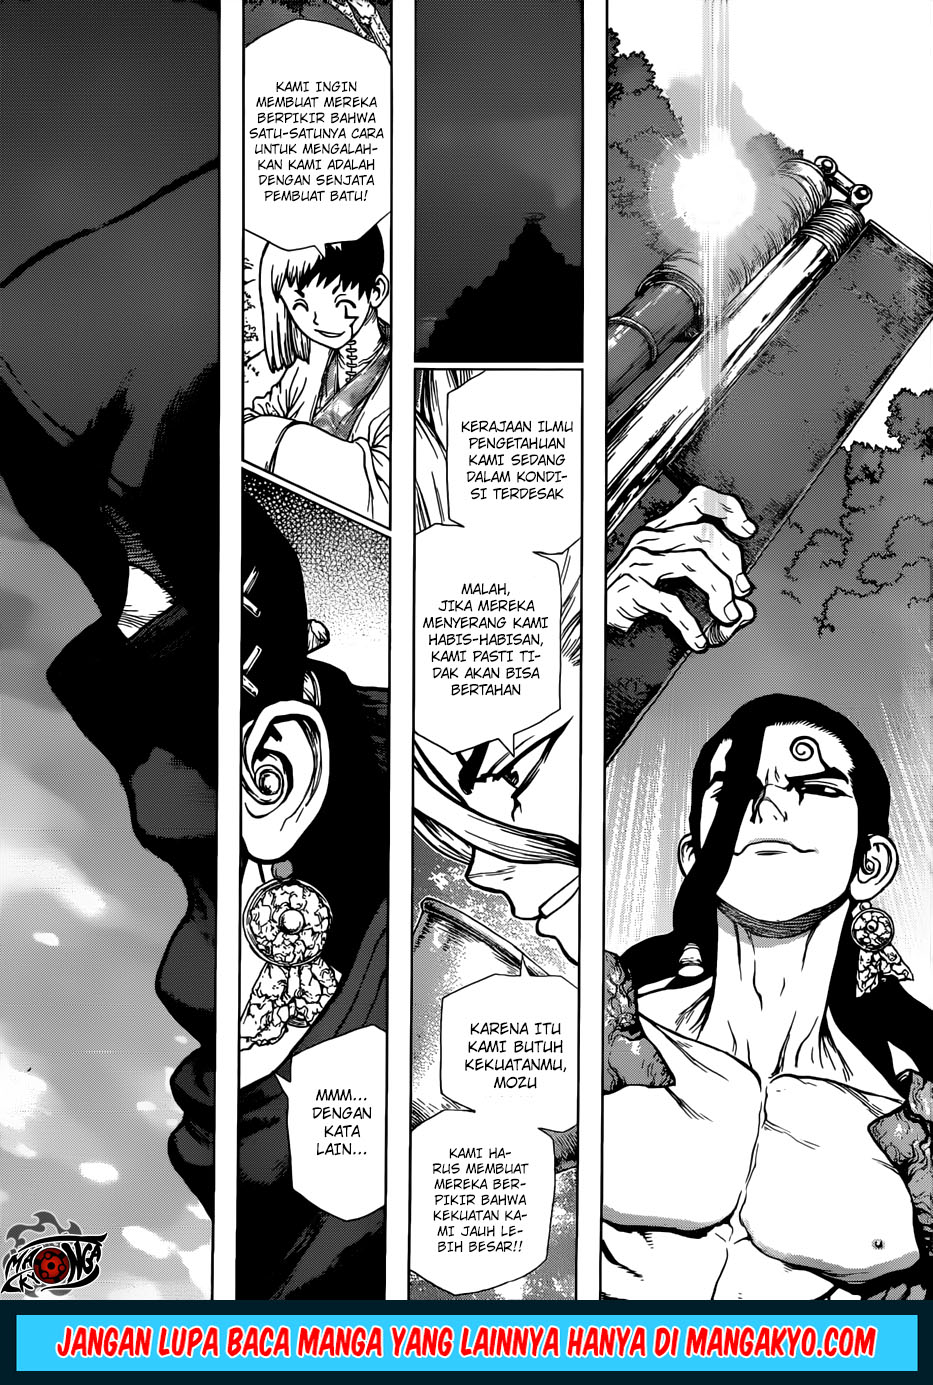 KERAJAAN ILMU
PENGETAHUAN
KAMI SEDANG
DALAM KONDI-
SI TERDESAK
MALAH,
JIKA MEREKA
MENYERANG KAMI
HABIS-HABISAN,
KAMI PASTI TI-
DAK AKAN BISA
BERTAHAN
KARENA ITU
KAMI BUTUH
KEKUATANMU,
MOZU
KAMI HA-
RUS MEMBUAT
MEREKA BER-
PIKIR BAHWA
KEKUATAN KA-
MI JAUH LE-
BIH BESAR!!
KAMI INGIN
MEMBUAT MEREKA
BERPIKIR BAHWA
SATU-SATUNYA CARA
UNTUK MENGALAH-
KAN KAMI ADALAH
DENGAN SENJATA
PEMBUAT BATU!
MMM...
DENGAN
KATA
LAIN...
JANGAN LUPA BACA MANGA YANG LAINNYA HANYA DI MANGAKYO.COM